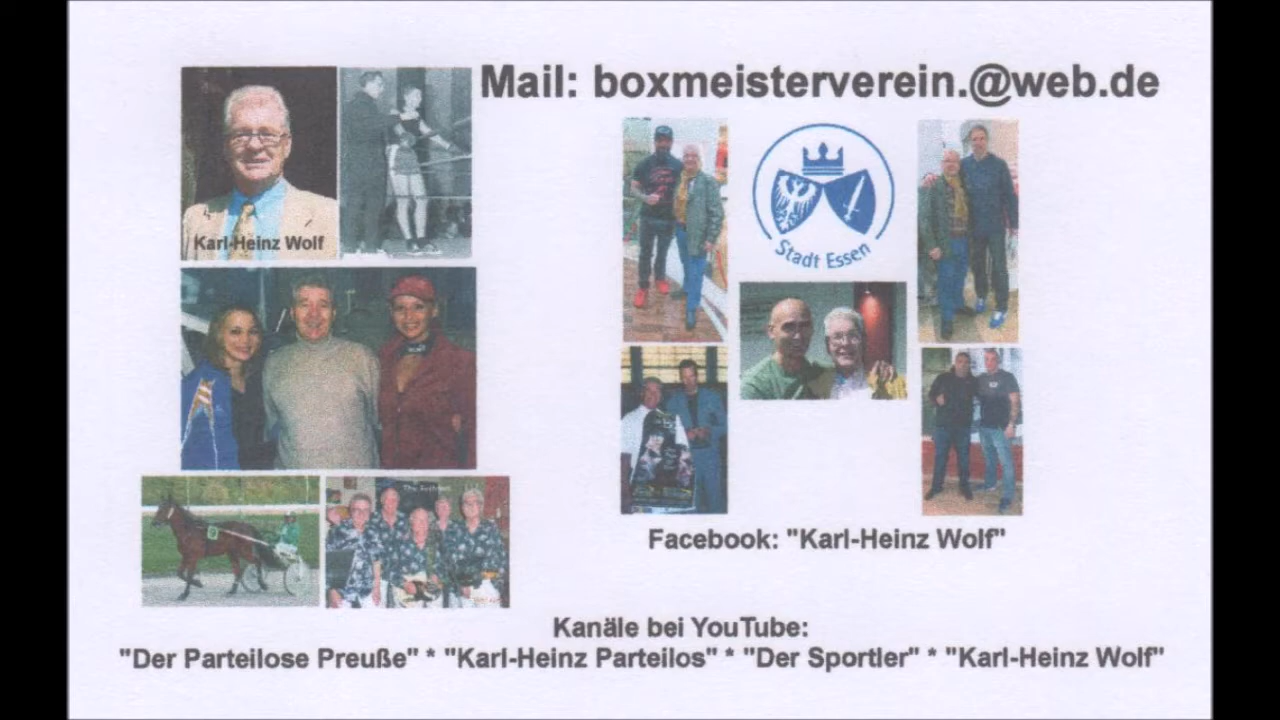 Mail: boxmeisterverein.@web.de
Karl-Heinz Wolf
Stadt Essen
Facebook: "Karl-Heinz Wolf"
Kanäle bei YouTube:
"Der Parteilose Preuße" * "Karl-Heinz Parteilos" * "Der Sportler" * "Karl-Heinz Wolf"